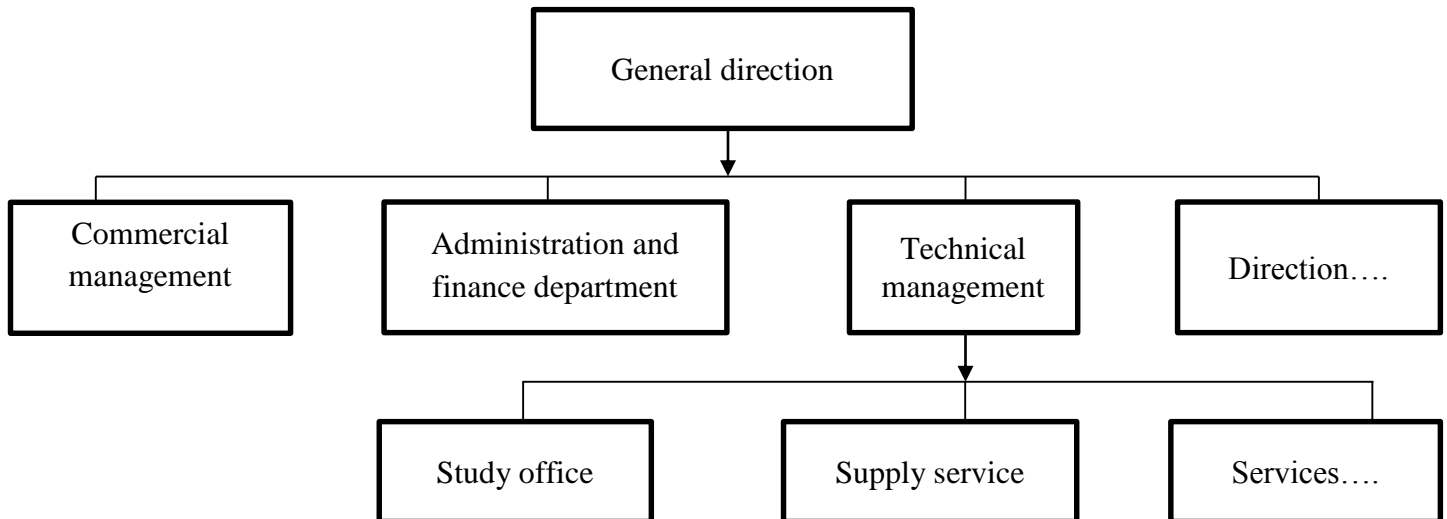 General direction
Commercial
management
Administration and
finance department
Technical
management
Direction….
Study office
Supply service
Services….